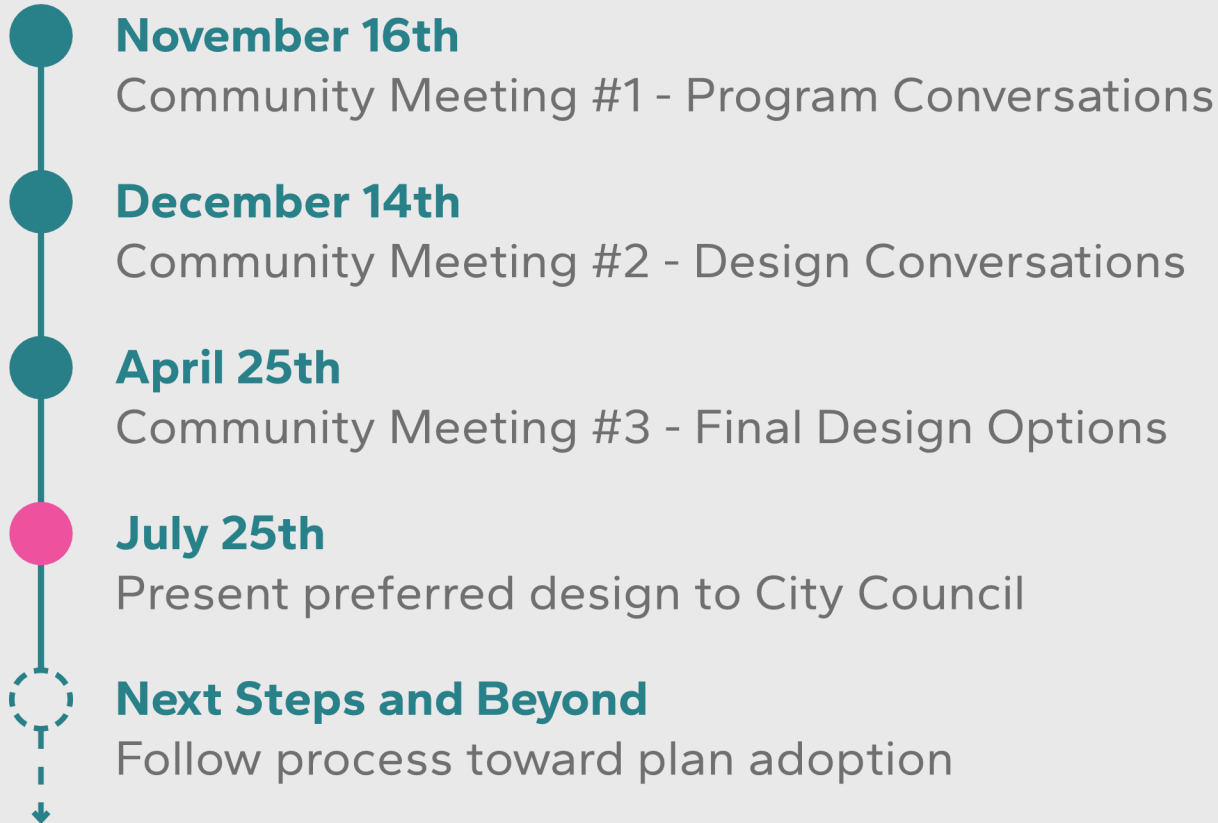 November 16th
Community Meeting #1 - Program Conversations
December 14th
Community Meeting #2 - Design Conversations
April 25th
Community Meeting #3 - Final Design Options
July 25th
Present preferred design to City Council
Next Steps and Beyond
Follow process toward plan adoption